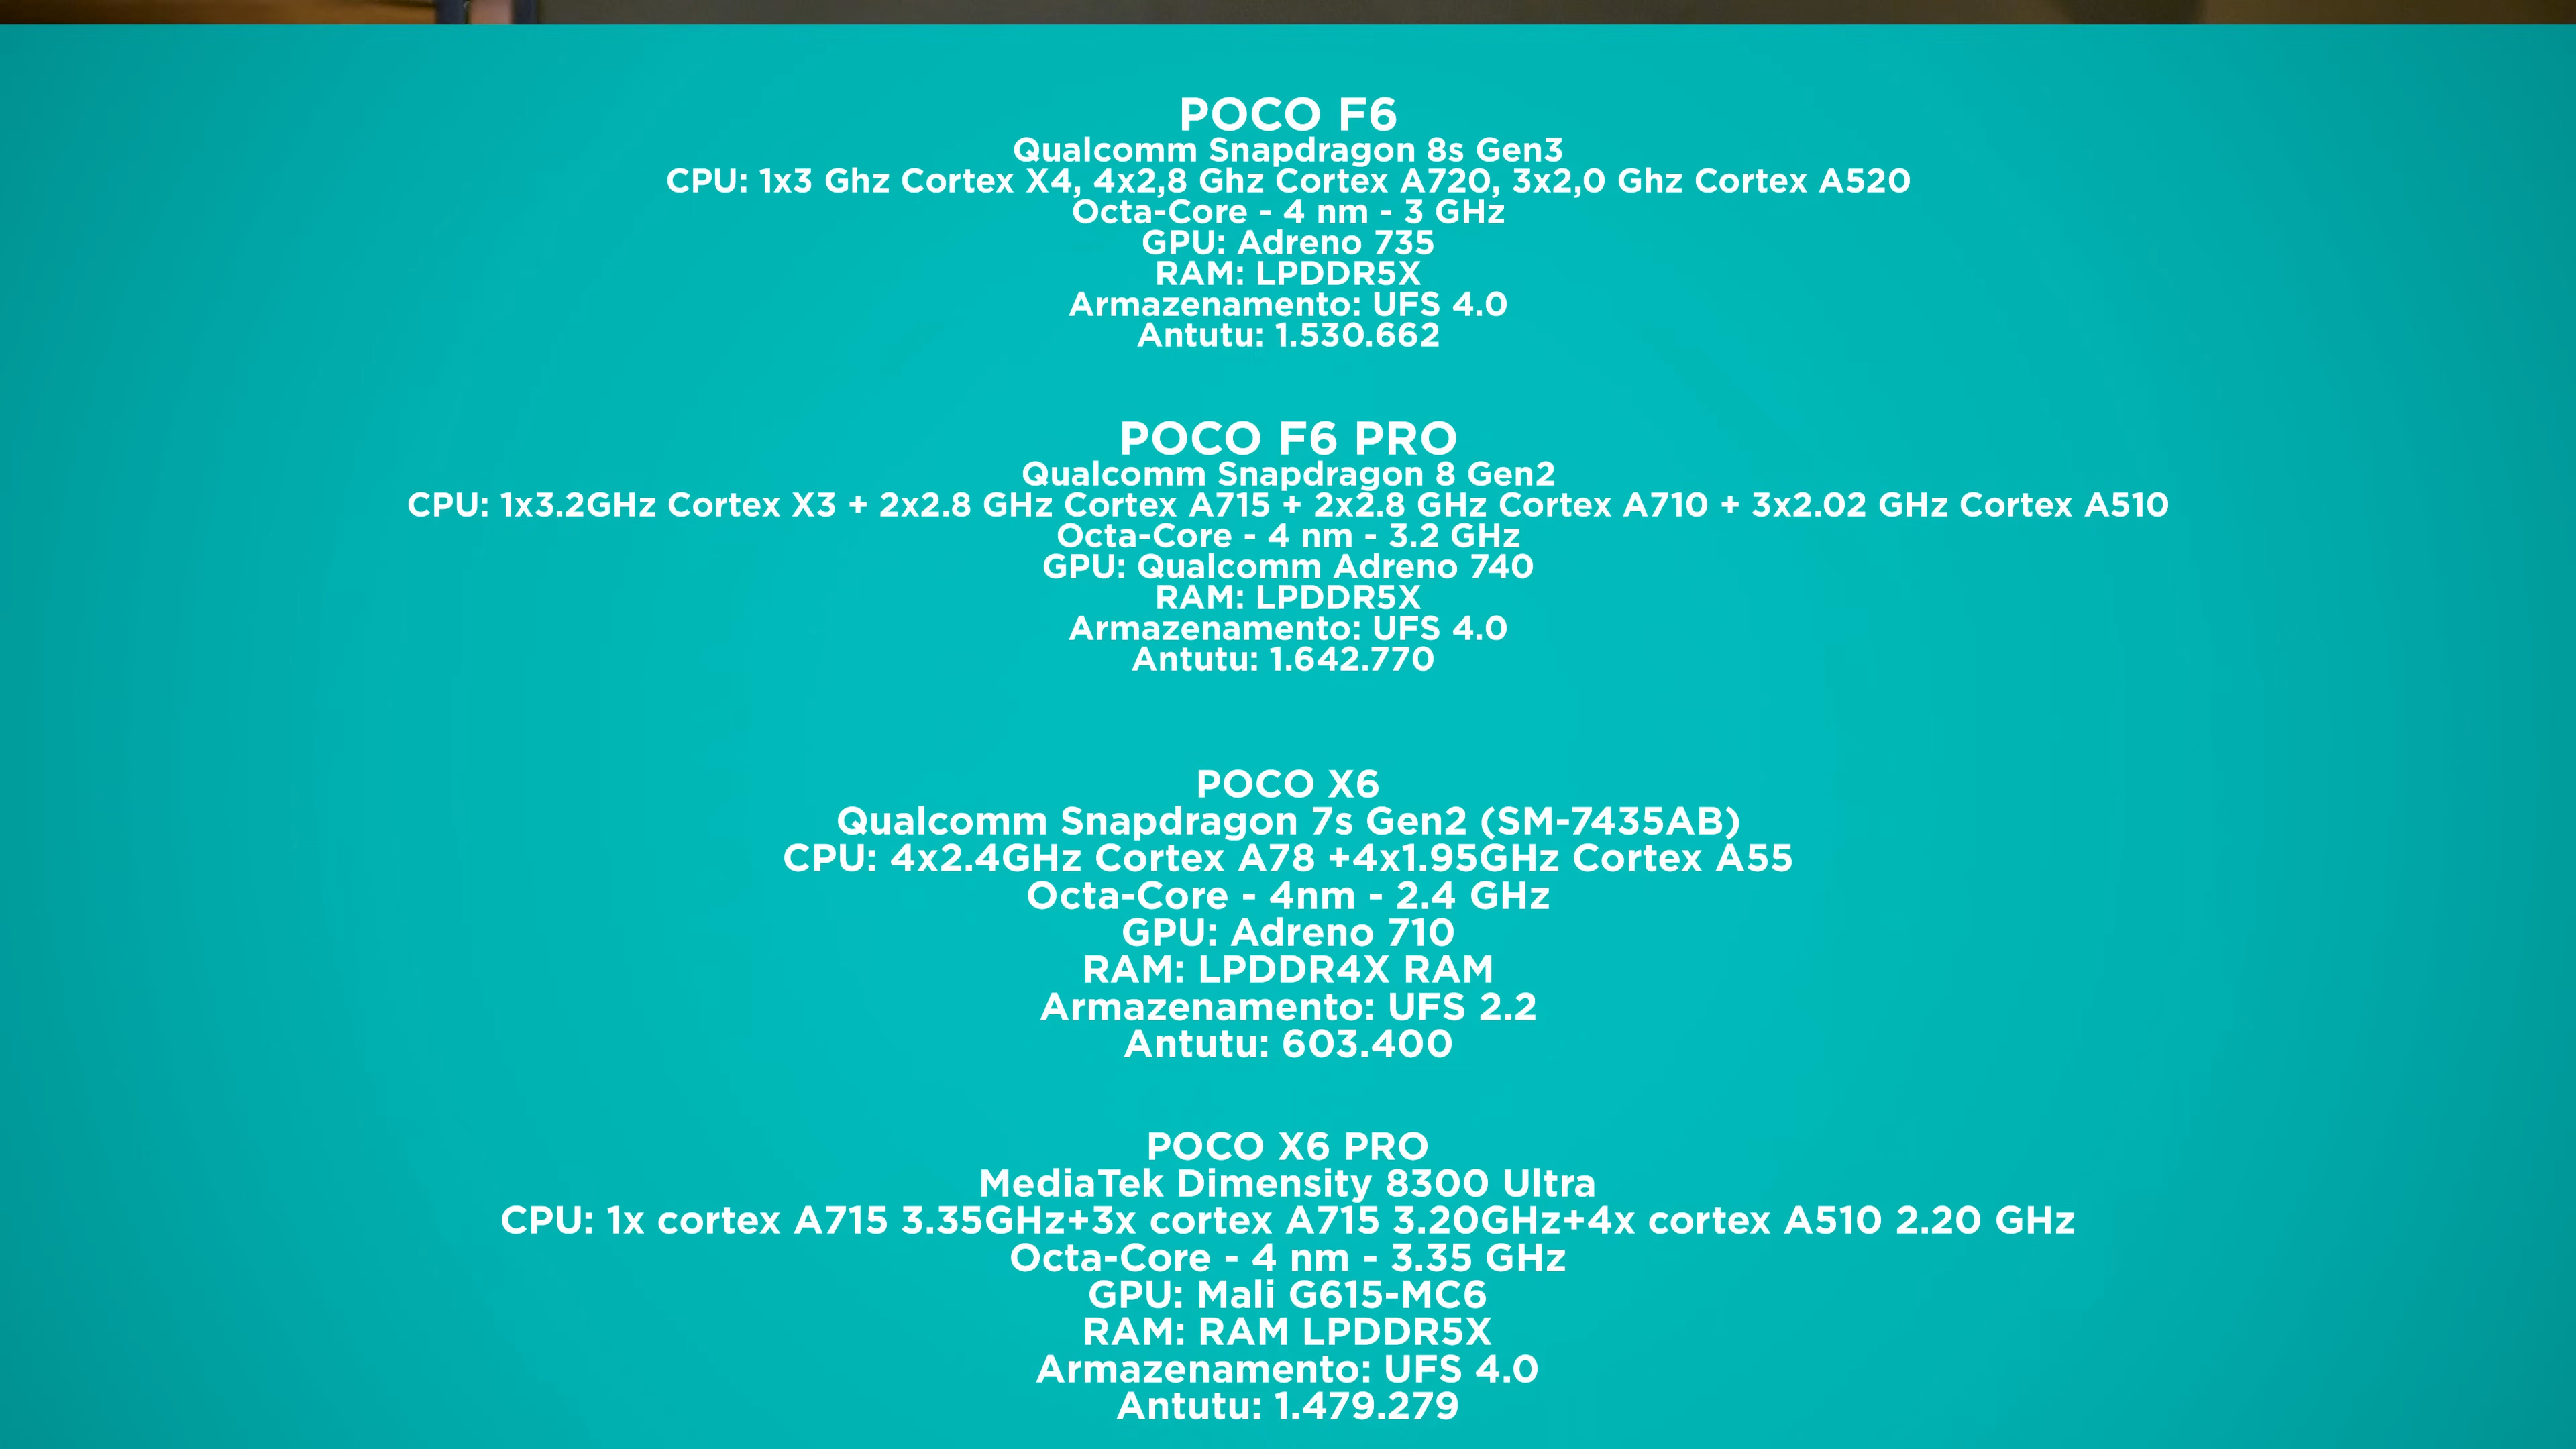 POCO F6
Qualcomm Snapdragon 8s Gen3
CPU: 1x3 Ghz Cortex X4, 4x2,8 Ghz Cortex A720, 3x2,0 Ghz Cortex A520
Octa-Core - 4 nm - 3 GHz
GPU: Adreno 735
RAM: LPDDR5X
Armazenamento: UFS 4.0
Antutu: 1.530.662
POCO F6 PRO
Qualcomm Snapdragon 8 Gen2
CPU: 1x3.2GHz Cortex X3 + 2x2.8 GHz Cortex A715 + 2x2.8 GHz Cortex A710 + 3x2.02 GHz Cortex A510
Octa-Core - 4 nm - 3.2 GHz
GPU: Qualcomm Adreno 740
RAM: LPDDR5X
Armazenamento: UFS 4.0
Antutu: 1.642.770
POCO X6
Qualcomm Snapdragon 7s Gen2 (SM-7435AB)
CPU: 4x2.4GHz Cortex A78 +4x1.95GHz Cortex A55
Octa-Core - 4nm - 2.4 GHz
GPU: Adreno 710
RAM: LPDDR4X RAM
Armazenamento: UFS 2.2
Antutu: 603.400
POCO X6 PRO
MediaTek Dimensity 8300 Ultra
CPU: 1x cortex A715 3.35GHz+3x cortex A715 3.20GHz+4x cortex A510 2.20 GHz
Octa-Core - 4 nm - 3.35 GHz
GPU: Mali G615-MC6
RAM: RAM LPDDR5X
Armazenamento: UFS 4.0
Antutu: 1.479.279